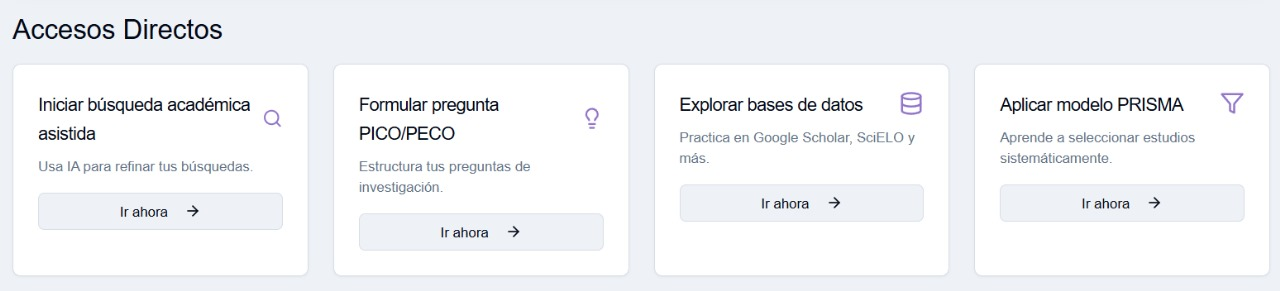 Accesos Directos
Iniciar búsqueda académica
asistida
Usa IA para refinar tus búsquedas.
Ir ahora
Formular pregunta
PICO/PECO
Estructura tus preguntas de
investigación.
Ir ahora
Explorar bases de datos
Practica en Google Scholar, SciELO y
más.
Ir ahora
Aplicar modelo PRISMA
Aprende a seleccionar estudios
sistemáticamente.
Ir ahora